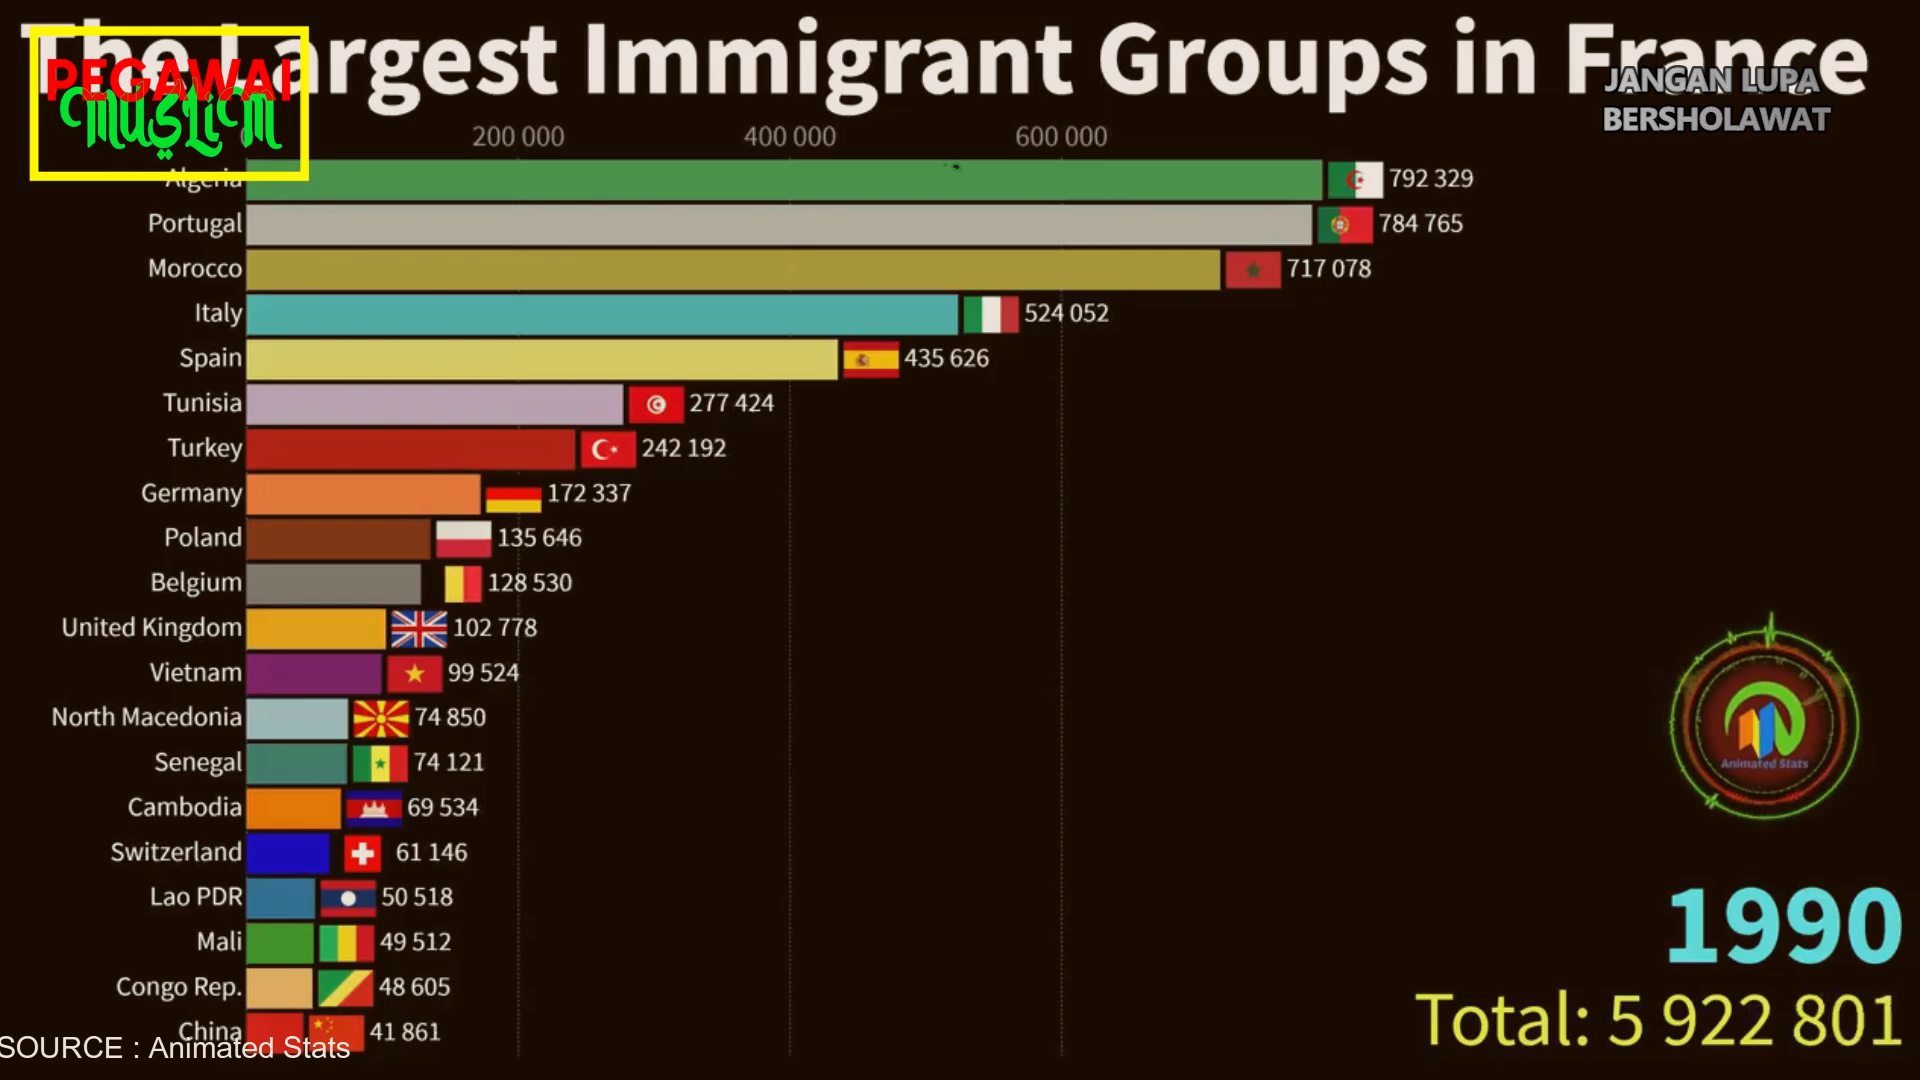 The Largest Immigrant Groups in France
PEGAWAI
MUSLIM
JANGAN LUPA
BERSHOLAWAT
200 000 400 000 600 000
Algeria 792 329
Portugal 784 765
Morocco 717 078
Italy 524 052
Spain 435 626
Tunisia 277 424
Turkey 242 192
Germany 172 337
Poland 135 646
Belgium 128 530
United Kingdom 102 778
Vietnam 99 524
North Macedonia 74 850
Senegal 74 121
Cambodia 69 534
Switzerland 61 146
Lao PDR 50 518
Mali 49 512
Congo Rep. 48 605
China 41 861
Animated Stats
1990
Total: 5 922 801
SOURCE : Animated Stats